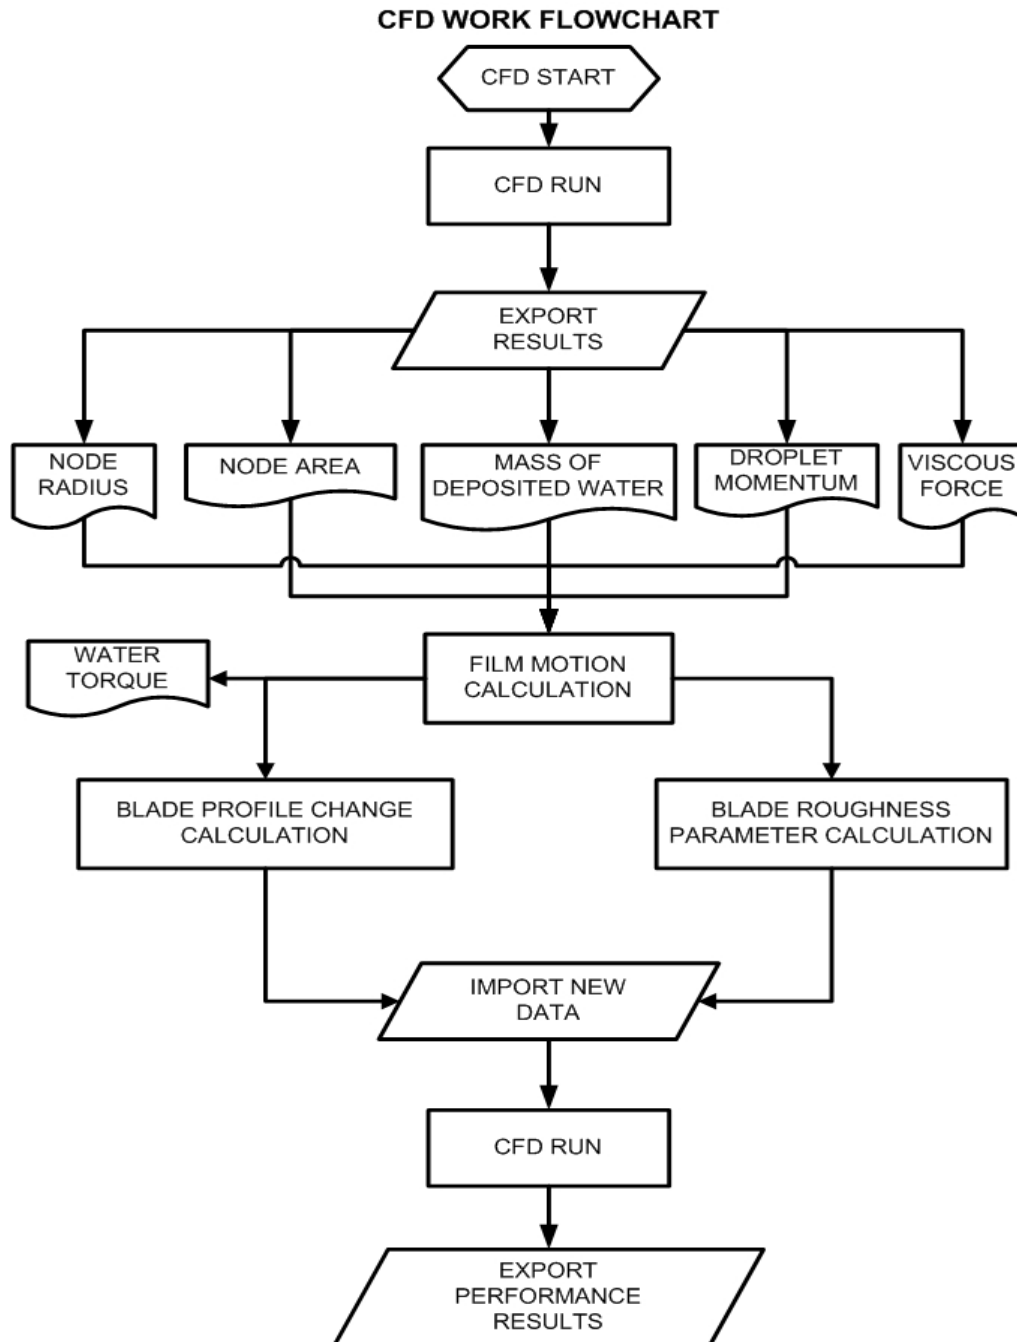 CFD WORK FLOWCHART
CFD START
CFD RUN
EXPORT
RESULTS
NODE
RADIUS
NODE AREA
MASS OF
DEPOSITED WATER
DROPLET
MOMENTUM
VISCOUS
FORCE
WATER
TORQUE
FILM MOTION
CALCULATION
BLADE PROFILE CHANGE
CALCULATION
BLADE ROUGHNESS
PARAMETER CALCULATION
IMPORT NEW
DATA
CFD RUN
EXPORT
PERFORMANCE
RESULTS